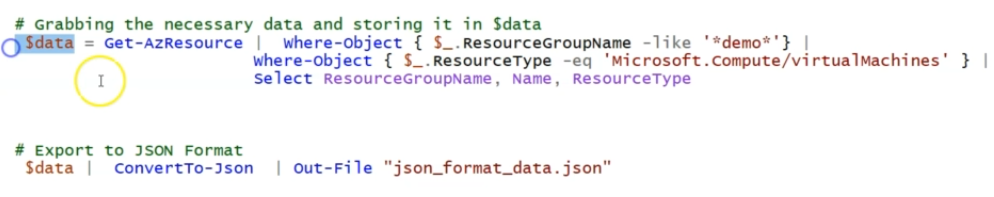 # Grabbing the necessary data and storing it in $data
$data = Get-AzResource | Where-Object { $_.ResourceGroupName -like '*demo*'} |
Where-Object { $_.ResourceType -eq 'Microsoft.Compute/virtualMachines' } |
Select ResourceGroupName, Name, ResourceType
# Export to JSON Format
$data | ConvertTo-Json | Out-File "json_format_data.json"